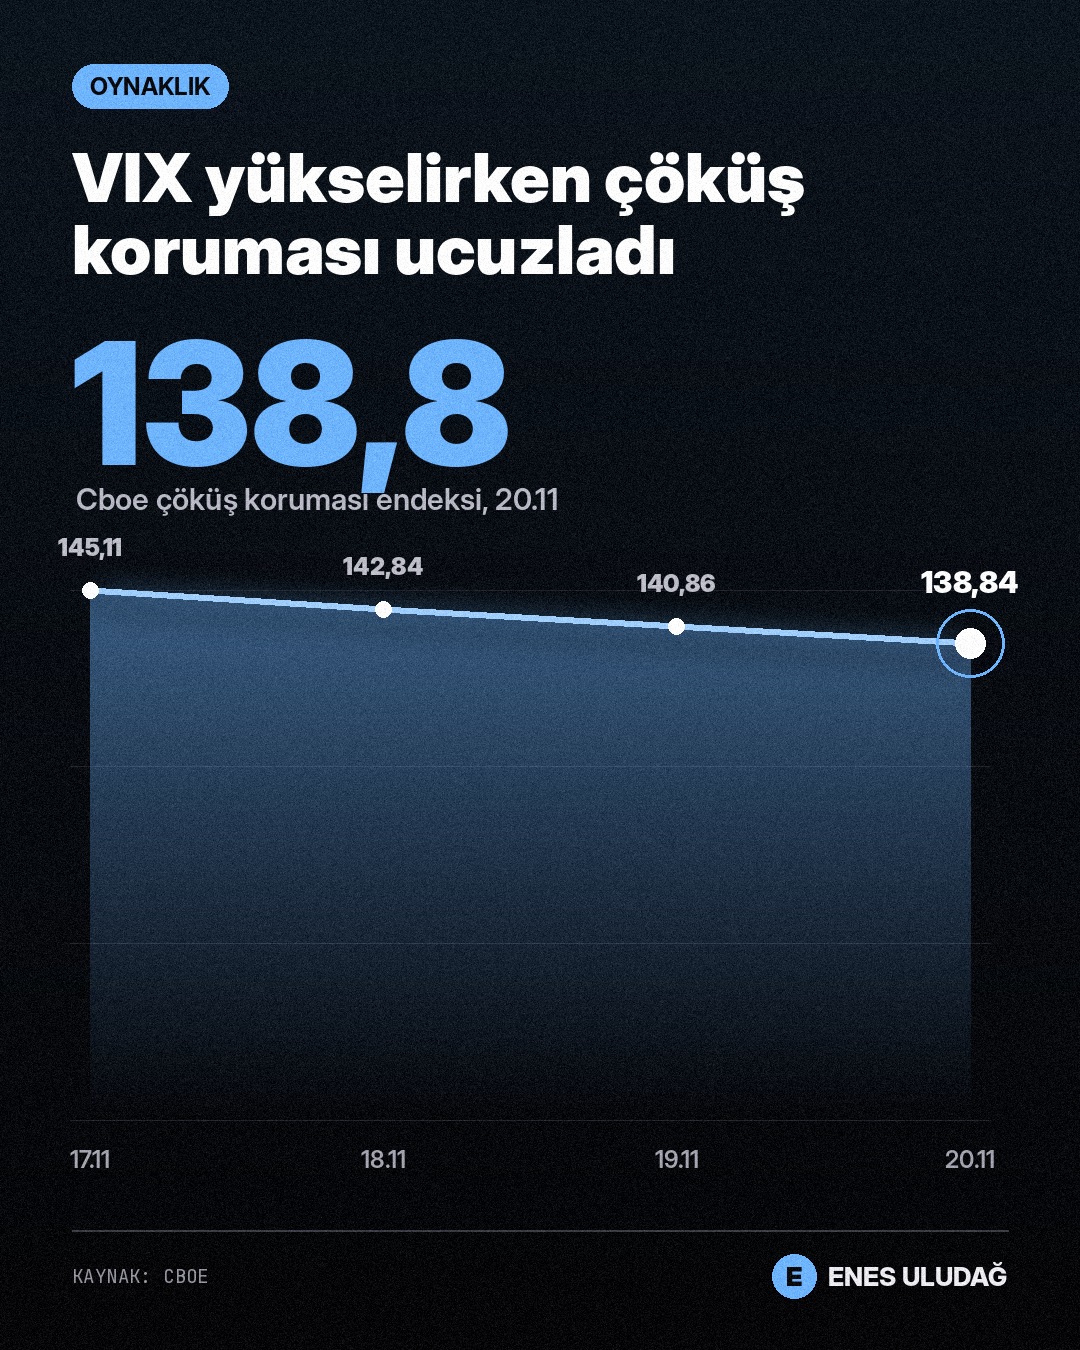 OYNAKLIK
VIX yükselirken çöküş
koruması ucuzladı
138,8
Cboe çöküş koruması endeksi, 20.11
145,11
142,84
140,86
138,84
17.11
18.11
19.11
20.11
KAYNAK: CBOE
E ENES ULUDAĞ